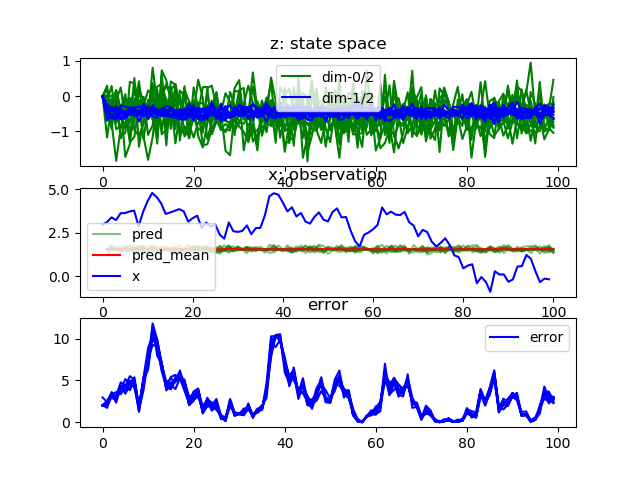 z: state space
1
0
−1
dim-0/2
dim-1/2
0 20 40 60 80 100
x: observation
5.0
2.5
0.0
pred
pred_mean
x
0 20 40 60 80 100
error
10
5
0
error
0 20 40 60 80 100